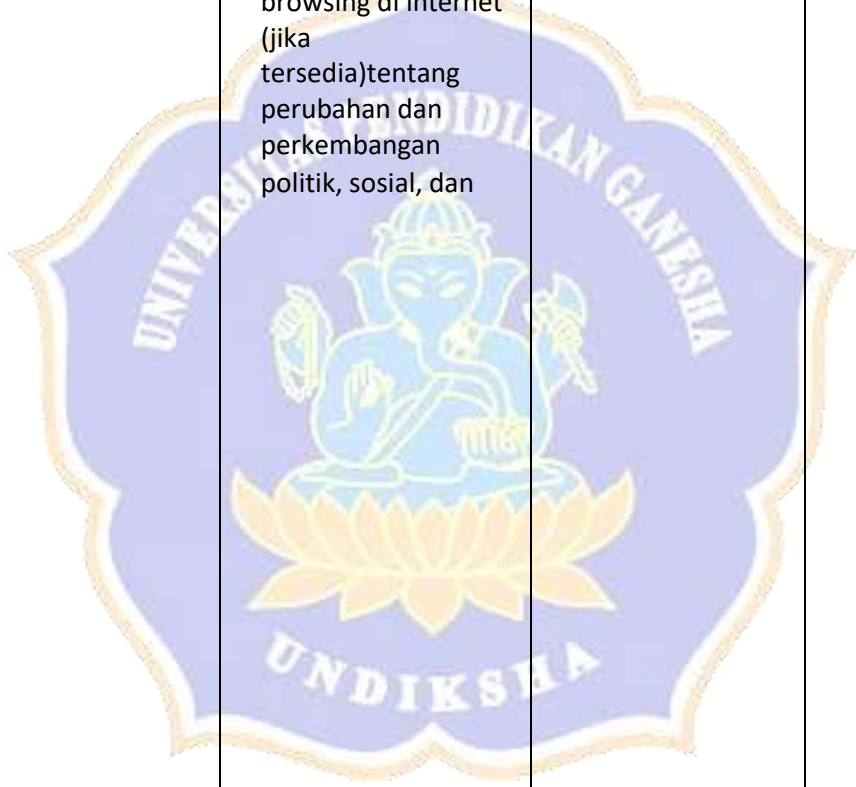 browsing di internet
(jika
tersedia)tentang
perubahan dan
perkembangan
politik, sosial, dan
UNIVERSITAS PENDIDIKAN GANESHA
UNDIKSHA